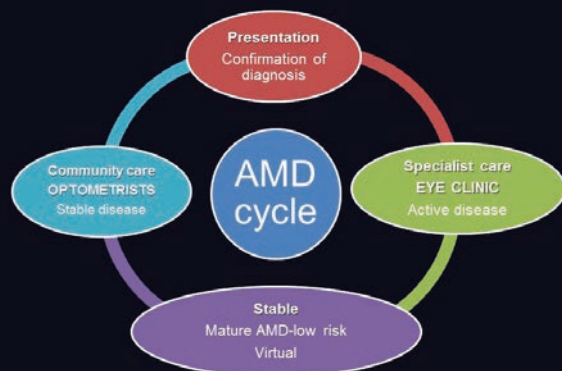 Presentation
Confirmation of
diagnosis
Community care
OPTOMETRISTS
Stable disease
AMD
cycle
Specialist care
EYE CLINIC
Active disease
Stable
Mature AMD-low risk
Virtual